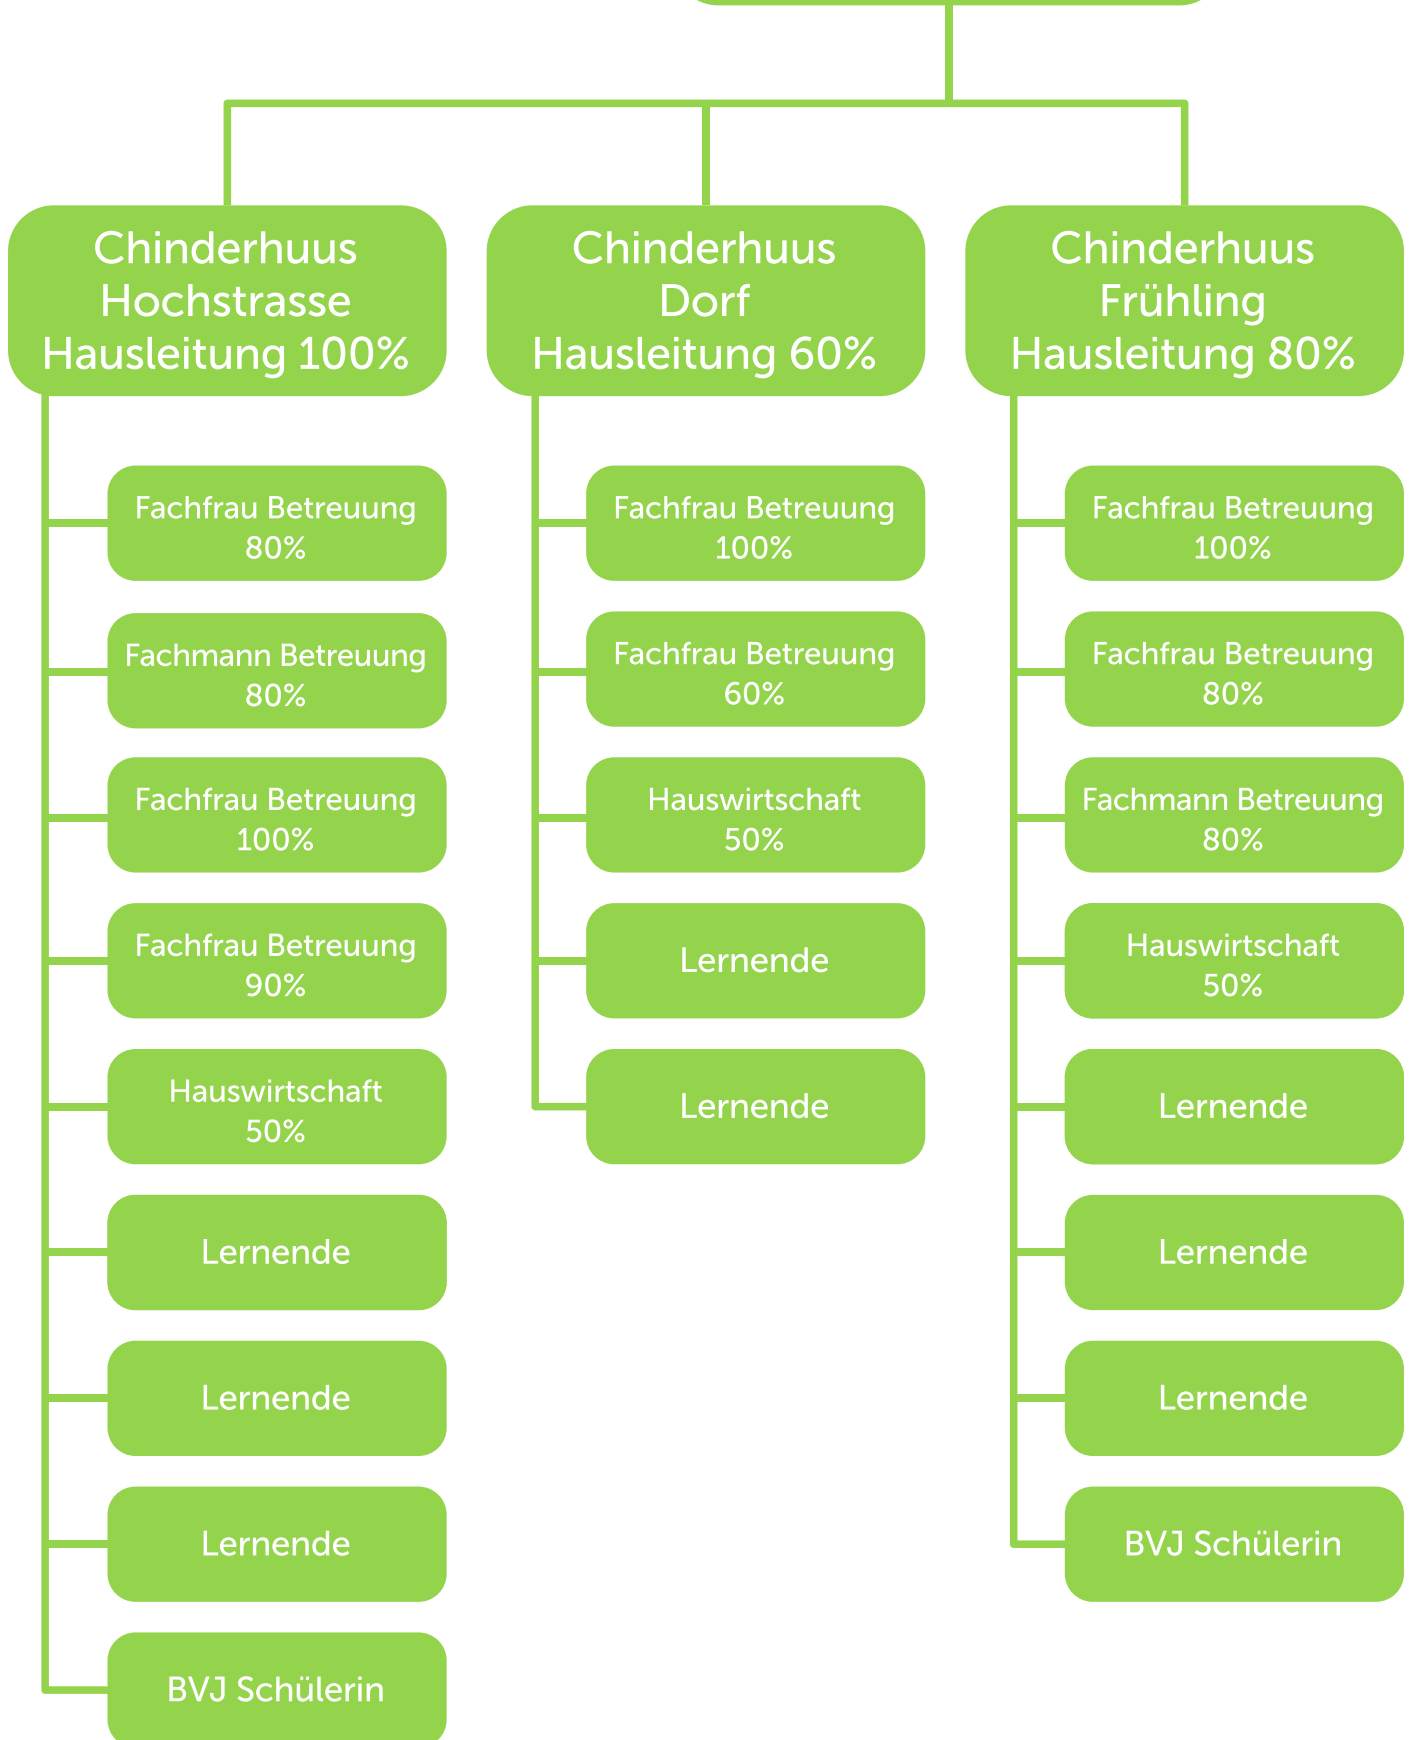 Chinderhuus
Hochstrasse
Hausleitung 100%
Fachfrau Betreuung
80%
Fachmann Betreuung
80%
Fachfrau Betreuung
100%
Fachfrau Betreuung
90%
Hauswirtschaft
50%
Lernende
Lernende
Lernende
BVJ Schülerin
Chinderhuus
Dorf
Hausleitung 60%
Fachfrau Betreuung
100%
Fachfrau Betreuung
60%
Hauswirtschaft
50%
Lernende
Lernende
Chinderhuus
Frühling
Hausleitung 80%
Fachfrau Betreuung
100%
Fachfrau Betreuung
80%
Fachmann Betreuung
80%
Hauswirtschaft
50%
Lernende
Lernende
Lernende
BVJ Schülerin